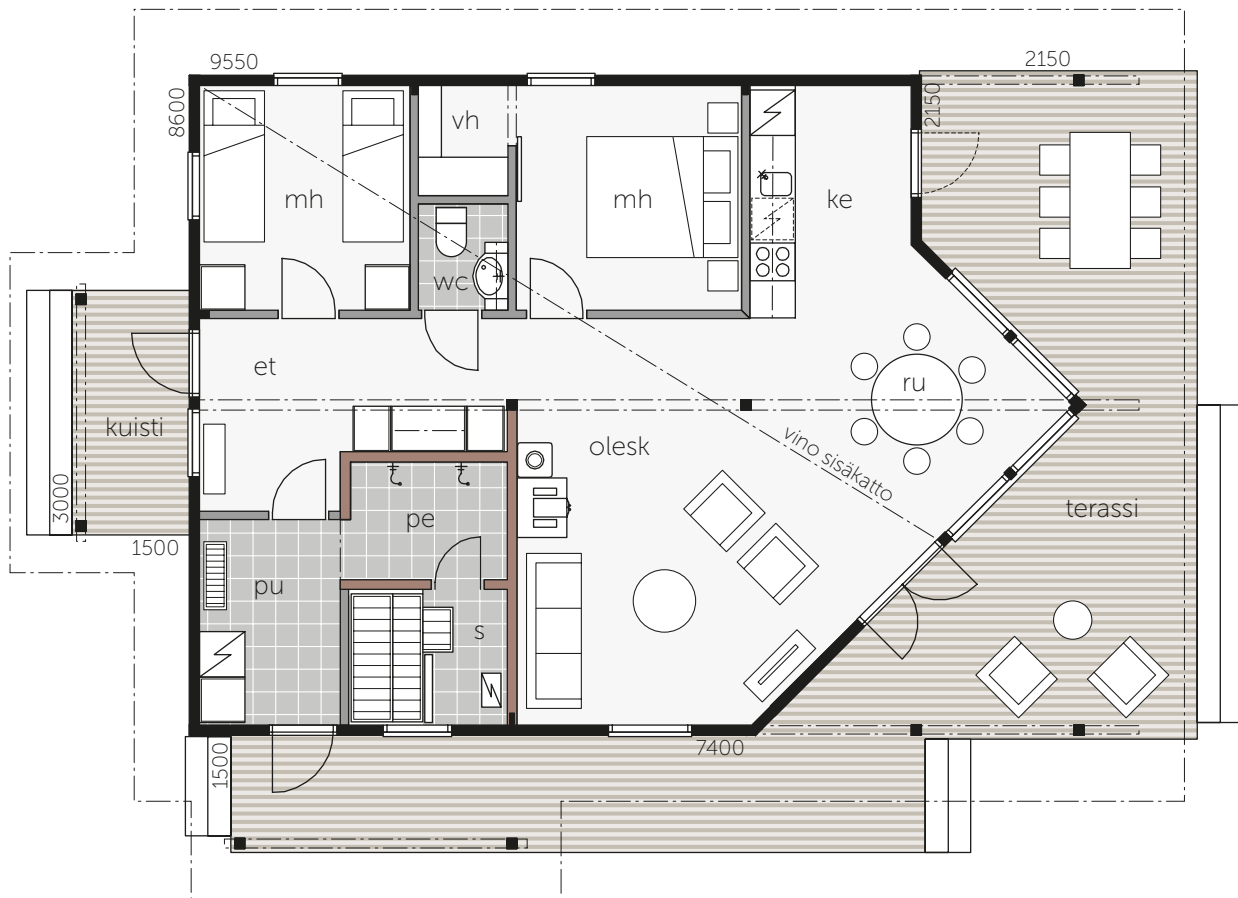 9550
2150
8600
2150
vh
mh
mh
ke
wc
et
ru
kuisti
olesk
vino sisäkatto
3000
pe
terassi
1500
pu
s
7400
1500